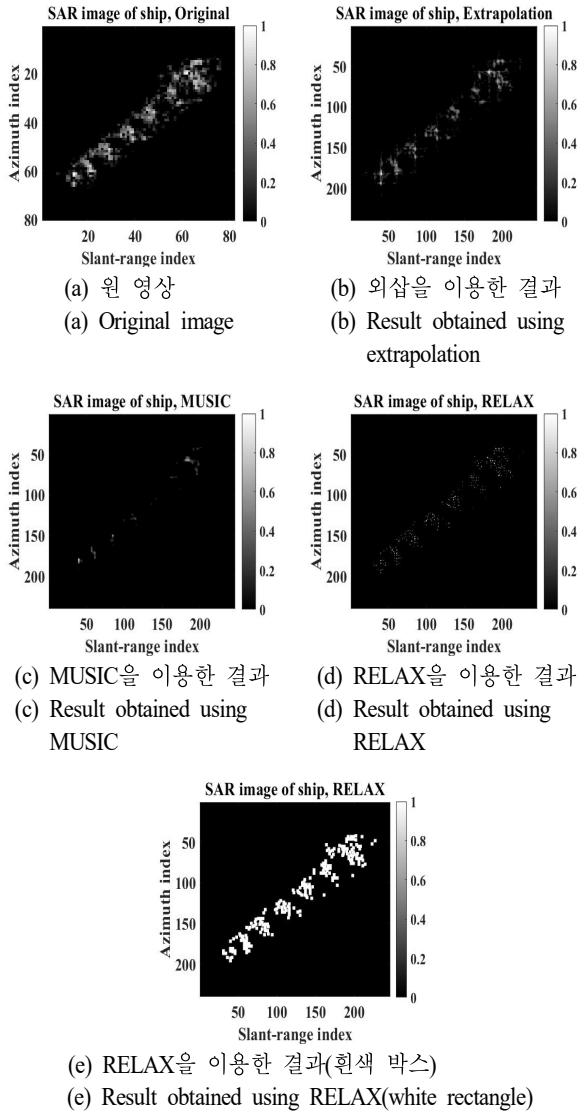 SAR image of ship, Original
1
0.8
0.6
0.4
0.2
0
20
40
60
80
Azimuth index
20 40 60 80
Slant-range index
(a) 원 영상
(a) Original image
SAR image of ship, Extrapolation
1
0.8
0.6
0.4
0.2
0
50
100
150
200
Azimuth index
50 100 150 200
Slant-range index
(b) 외삽을 이용한 결과
(b) Result obtained using
extrapolation
SAR image of ship, MUSIC
1
0.8
0.6
0.4
0.2
0
50
100
150
200
Azimuth index
50 100 150 200
Slant-range index
(c) MUSIC을 이용한 결과
(c) Result obtained using
MUSIC
SAR image of ship, RELAX
1
0.8
0.6
0.4
0.2
0
50
100
150
200
Azimuth index
50 100 150 200
Slant-range index
(d) RELAX을 이용한 결과
(d) Result obtained using
RELAX
SAR image of ship, RELAX
1
0.8
0.6
0.4
0.2
0
50
100
150
200
Azimuth index
50 100 150 200
Slant-range index
(e) RELAX을 이용한 결과(흰색 박스)
(e) Result obtained using RELAX(white rectangle)